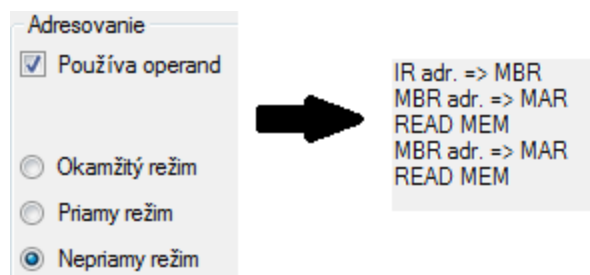 Adresovanie
Používa operand
Okamžitý režim
Priamy režim
Nepriamy režim
IR adr. => MBR
MBR adr. => MAR
READ MEM
MBR adr. => MAR
READ MEM